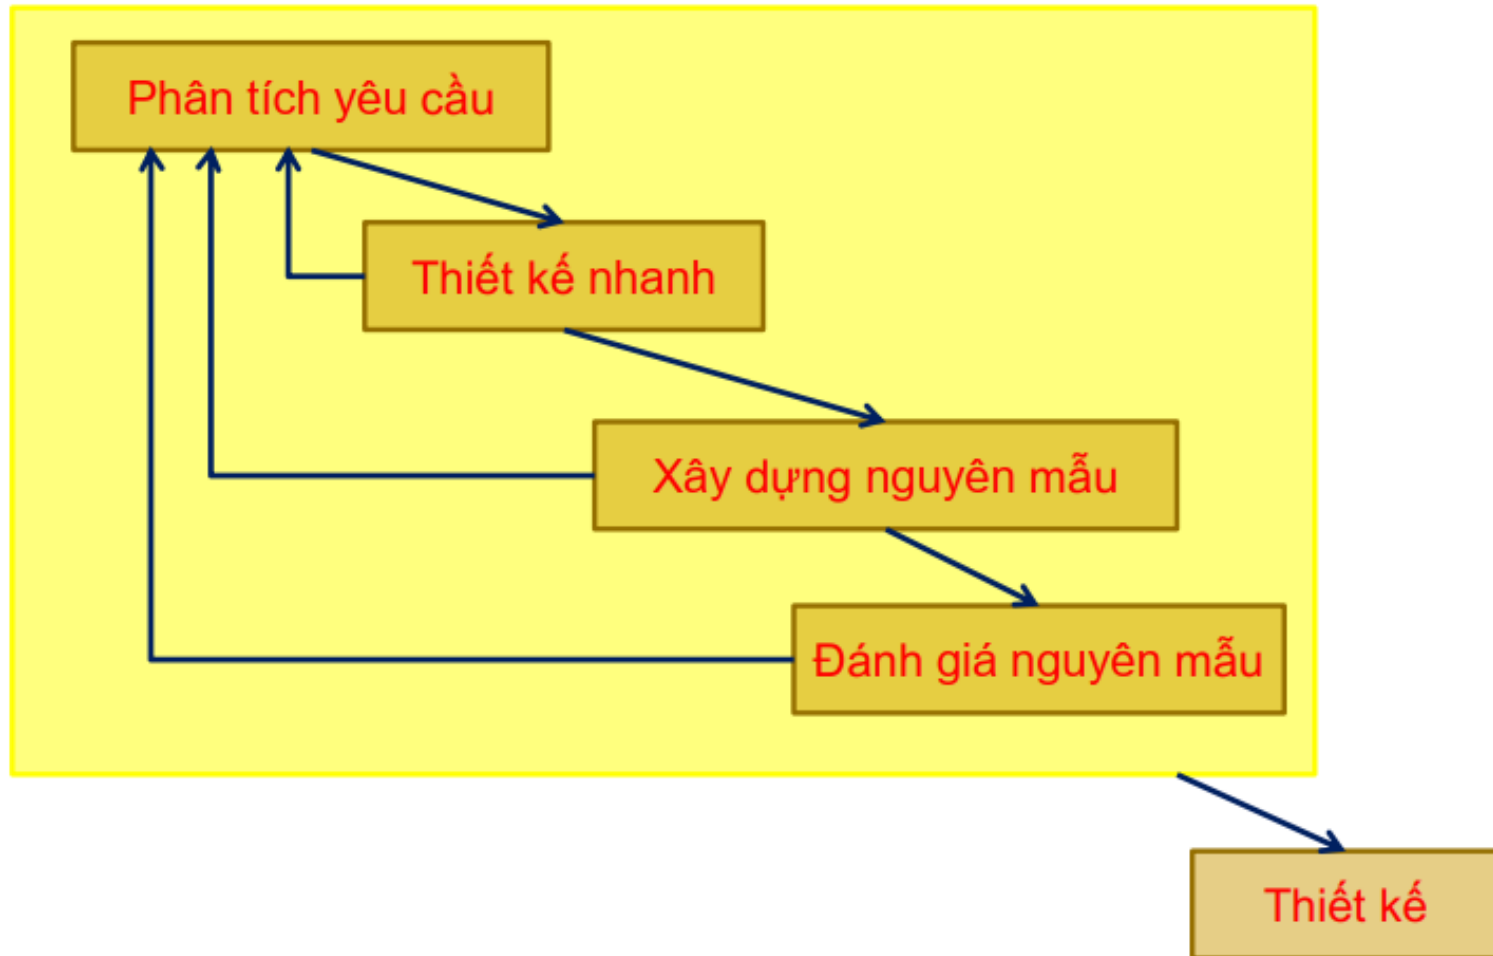 Phân tích yêu cầu
Thiết kế nhanh
Xây dựng nguyên mẫu
Đánh giá nguyên mẫu
Thiết kế